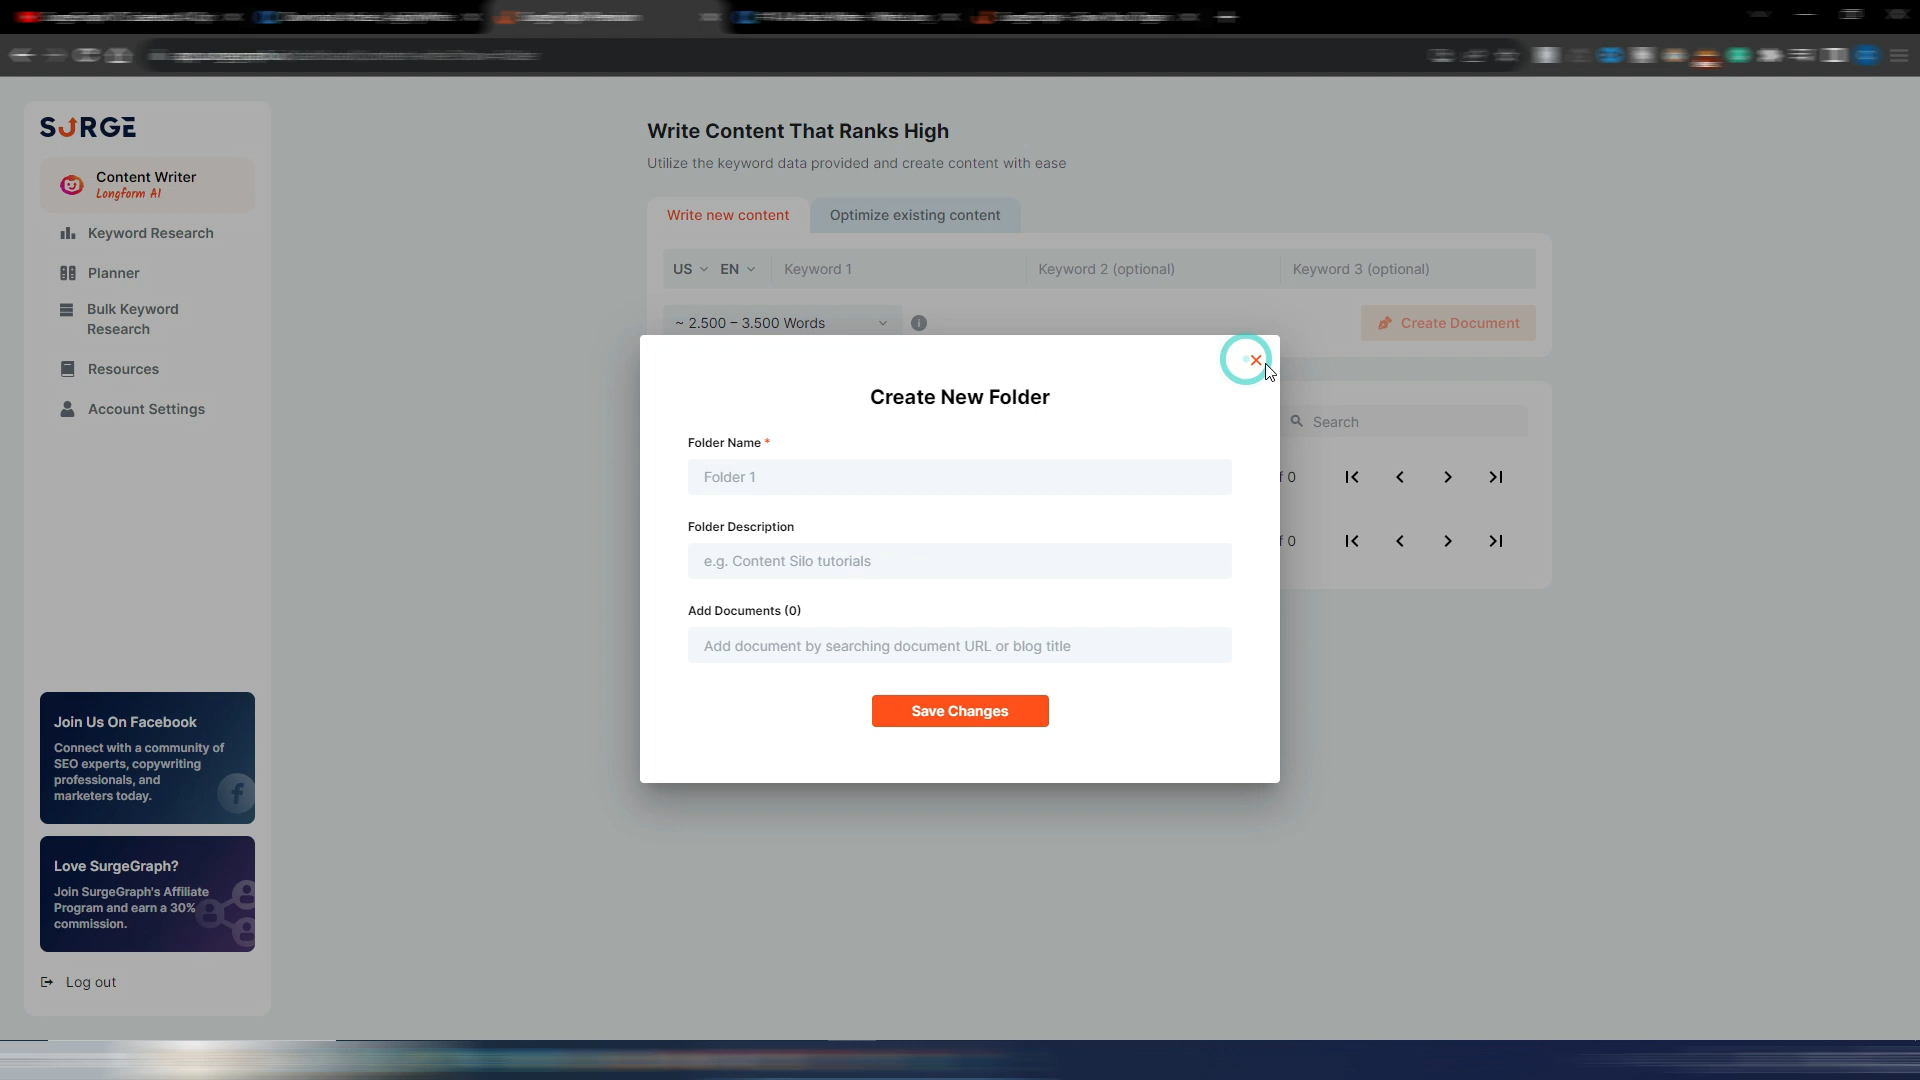 SURGE
Content Writer
Longform AI
Keyword Research
Planner
Bulk Keyword
Research
Resources
Account Settings
Join Us On Facebook
Connect with a community of
SEO experts, copywriting
professionals, and
marketers today.
Love SurgeGraph?
Join SurgeGraph's Affiliate
Program and earn a 30%
commission.
Log out
Write Content That Ranks High
Utilize the keyword data provided and create content with ease
Write new content
Optimize existing content
US
EN
Keyword 1
Keyword 2 (optional)
Keyword 3 (optional)
~ 2.500 – 3.500 Words
Create Document
Search
f 0
f 0
Create New Folder
Folder Name *
Folder 1
Folder Description
e.g. Content Silo tutorials
Add Documents (0)
Add document by searching document URL or blog title
Save Changes